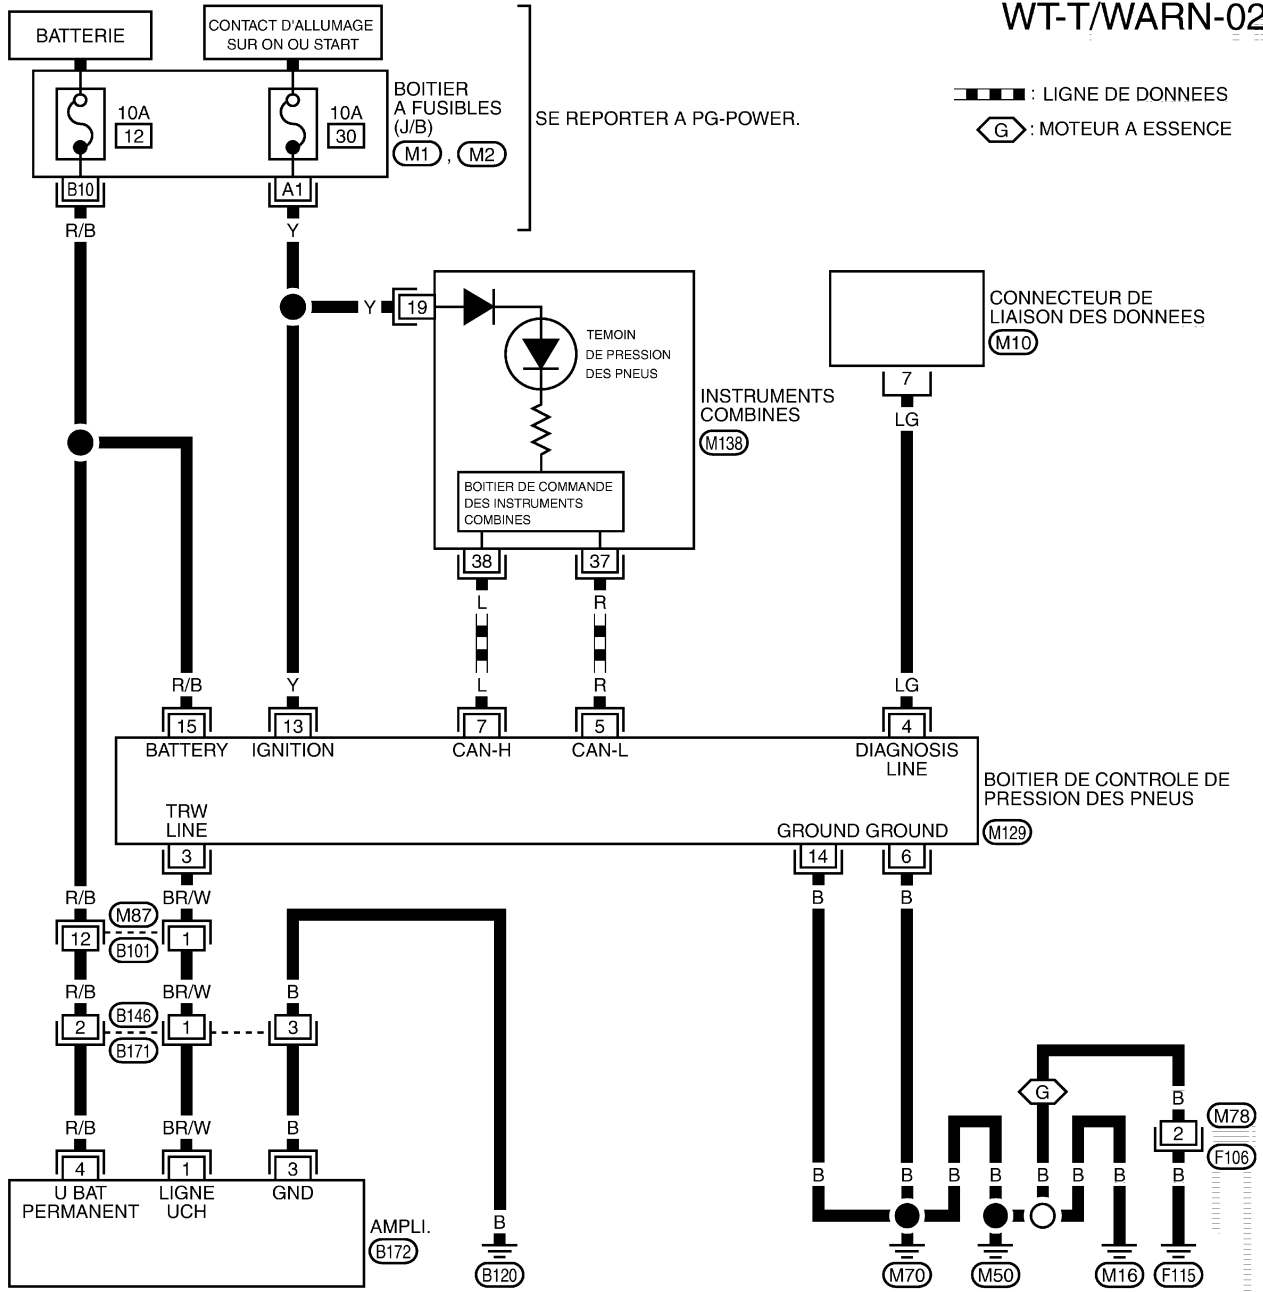 WT-T/WARN-02
BATTERIE
CONTACT D'ALLUMAGE
SUR ON OU START
10A
12
10A
30
BOITIER
A FUSIBLES
(J/B)
M1 , M2
SE REPORTER A PG-POWER.
: LIGNE DE DONNEES
G : MOTEUR A ESSENCE
B10
A1
R/B
Y
Y
19
TEMOIN
DE PRESSION
DES PNEUS
INSTRUMENTS
COMBINES
M138
BOITIER DE COMMANDE
DES INSTRUMENTS
COMBINES
CONNECTEUR DE
LIAISON DES DONNEES
M10
7
LG
38
37
L
R
R/B
Y
L
R
LG
15
13
7
5
4
BATTERY
IGNITION
CAN-H
CAN-L
DIAGNOSIS
LINE
BOITIER DE CONTROLE DE
PRESSION DES PNEUS
M129
TRW
LINE
GROUND
GROUND
3
14
6
R/B
BR/W
B
B
M87
12
1
B101
R/B
BR/W
B
B146
2
1
3
B171
R/B
BR/W
B
4
1
3
U BAT
PERMANENT
LIGNE
UCH
GND
AMPLI.
B172
B
B120
G
B
M78
2
F106
B
B
B
B
B
B
B
B
M70
M50
M16
F115